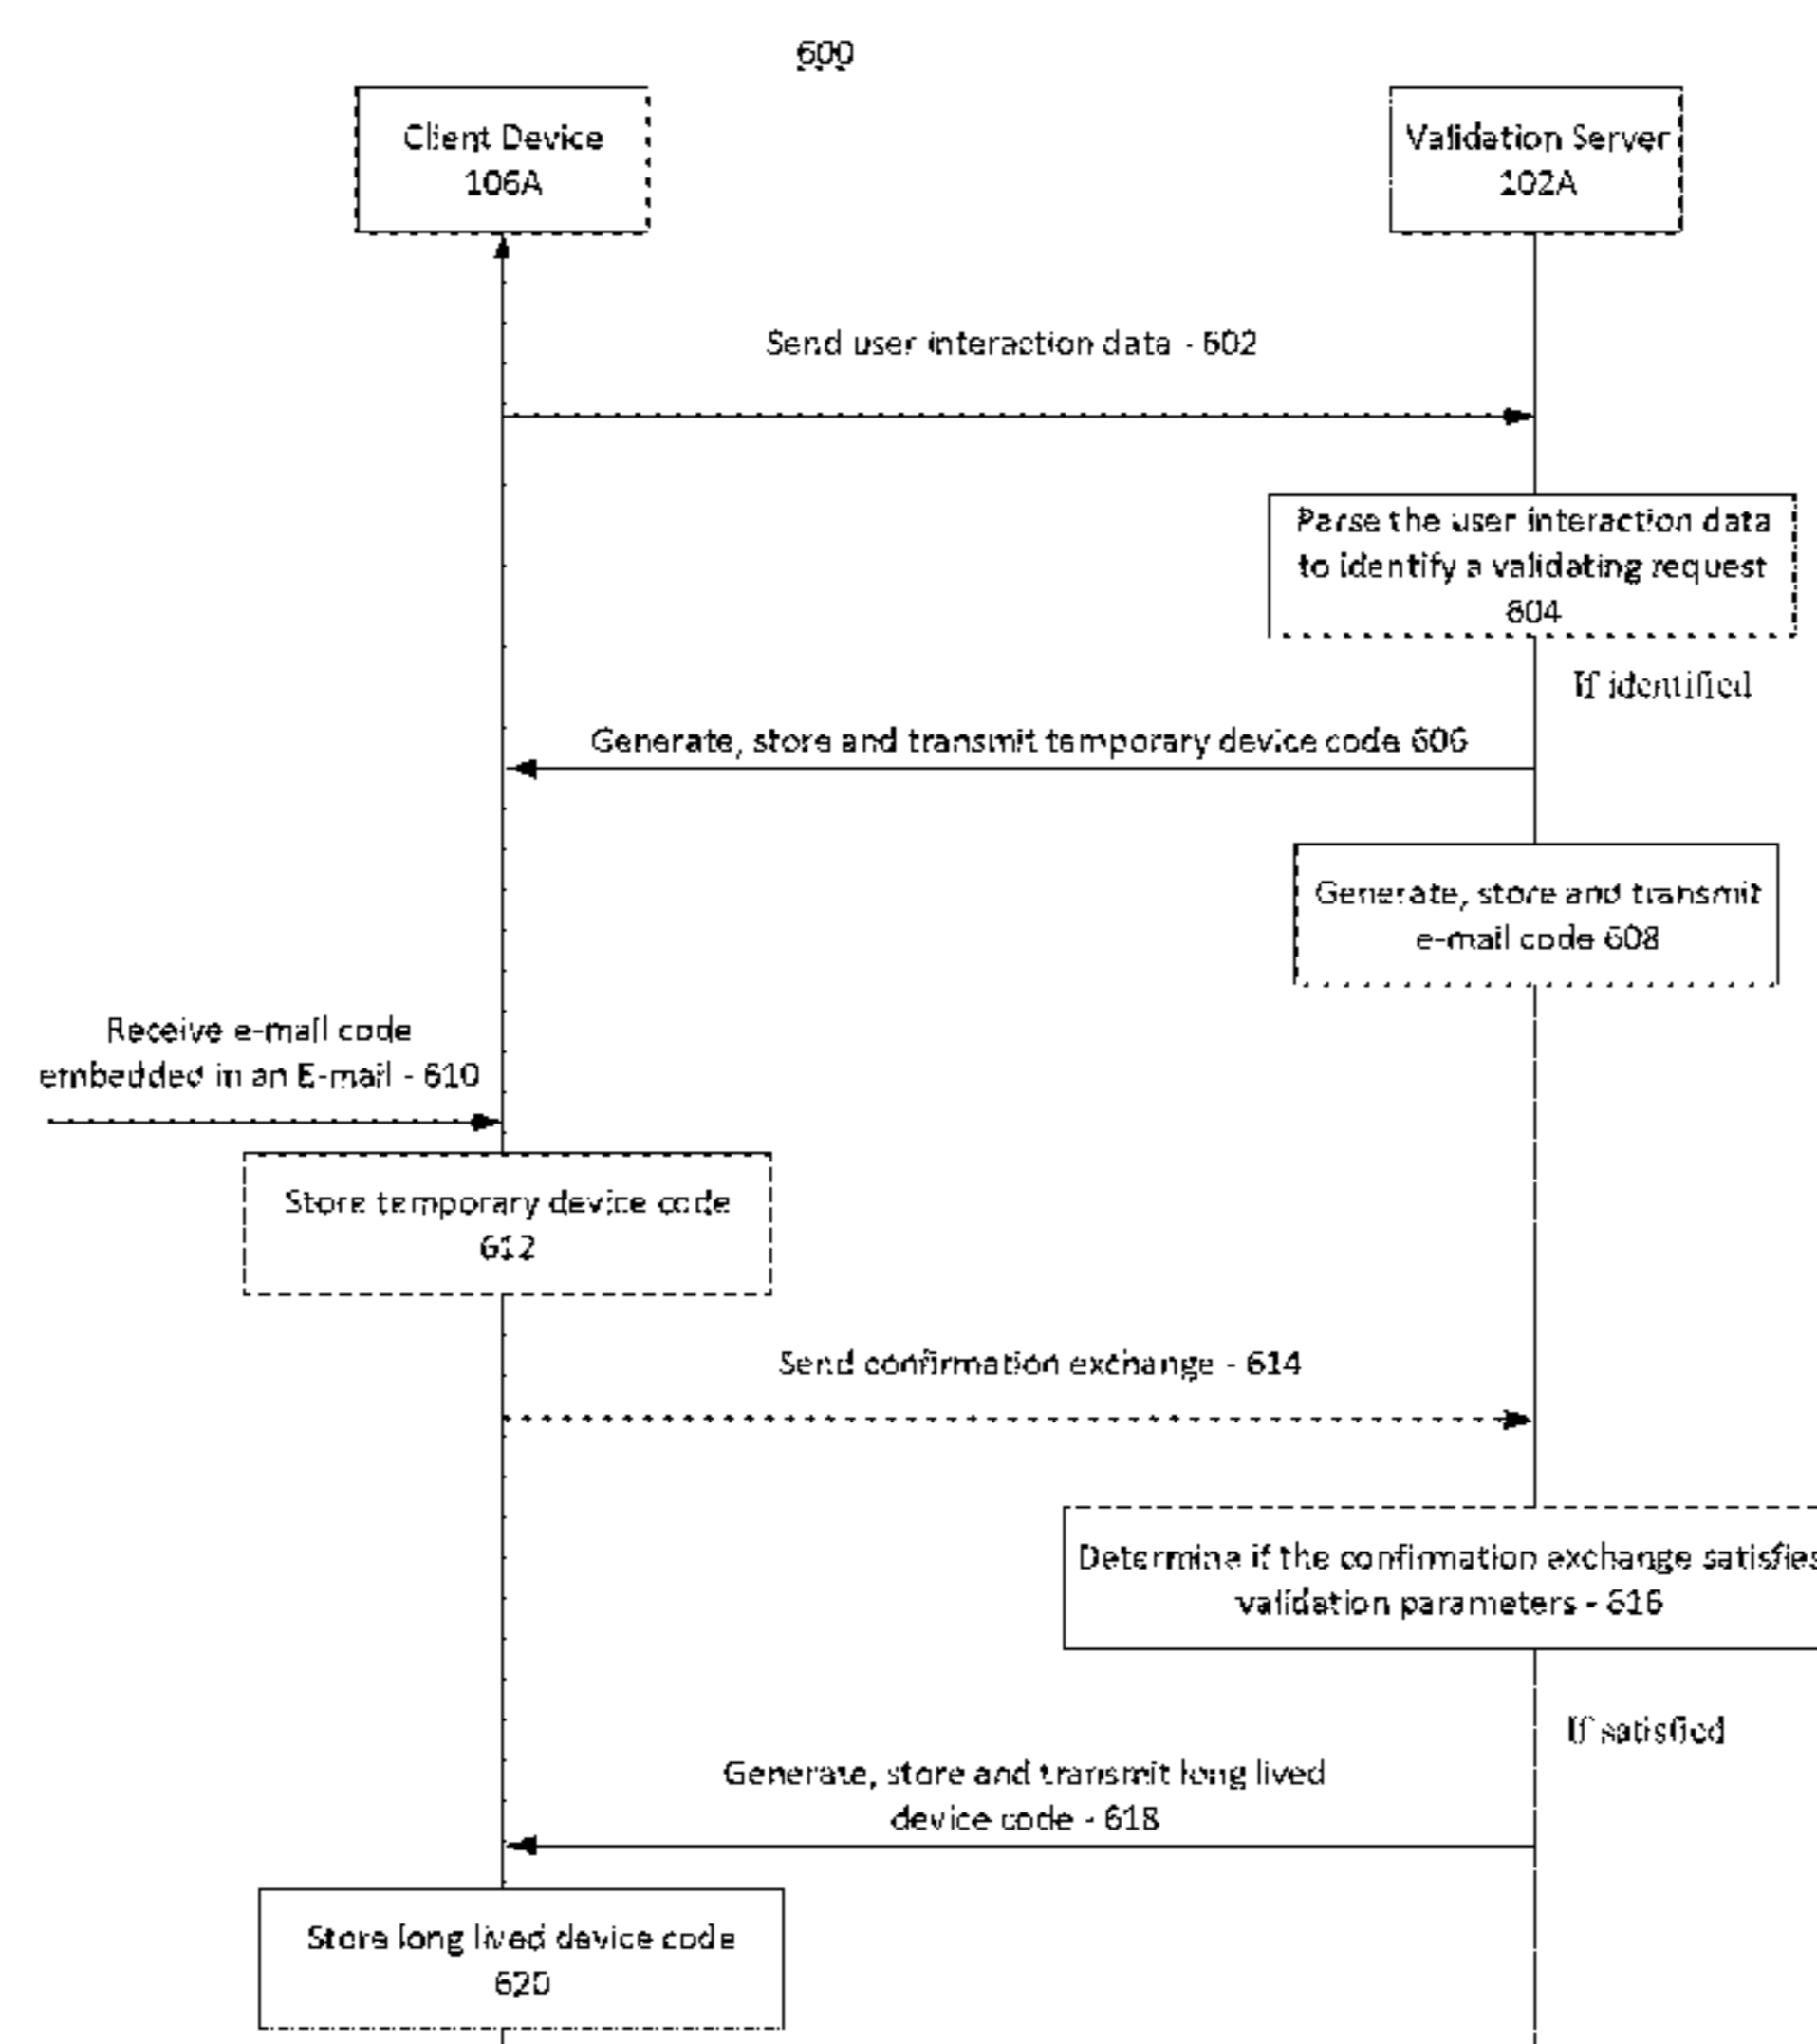 600
Client Device
106A
Validation Server
102A
Send user interaction data - 602
Parse the user interaction data
to identify a validating request
604
If identified
Generate, store and transmit temporary device code 606
Generate, store and transmit
e-mail code 608
Receive e-mail code
embedded in an E-mail - 610
Store temporary device code
612
Send confirmation exchange - 614
Determine if the confirmation exchange satisfies
validation parameters - 616
If satisfied
Generate, store and transmit long lived
device code - 618
Store long lived device code
620